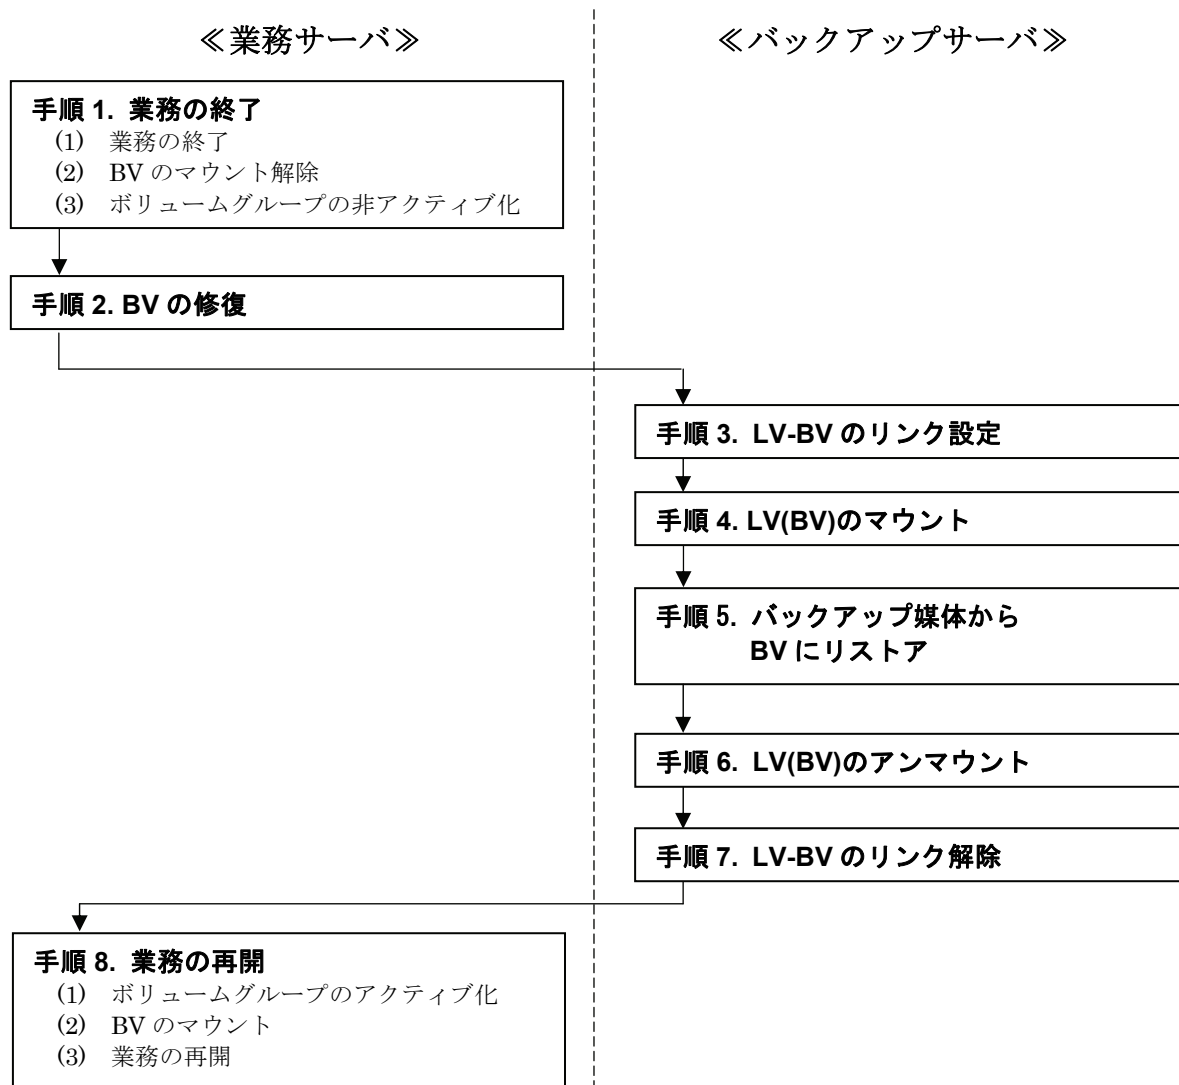 ≪業務サーバ≫
≪バックアップサーバ≫
手順 1. 業務の終了
(1) 業務の終了
(2) BV のマウント解除
(3) ボリュームグループの非アクティブ化
手順 2. BV の修復
手順 3. LV-BV のリンク設定
手順 4. LV(BV)のマウント
手順 5. バックアップ媒体から
BV にリストア
手順 6. LV(BV)のアンマウント
手順 7. LV-BV のリンク解除
手順 8. 業務の再開
(1) ボリュームグループのアクティブ化
(2) BV のマウント
(3) 業務の再開